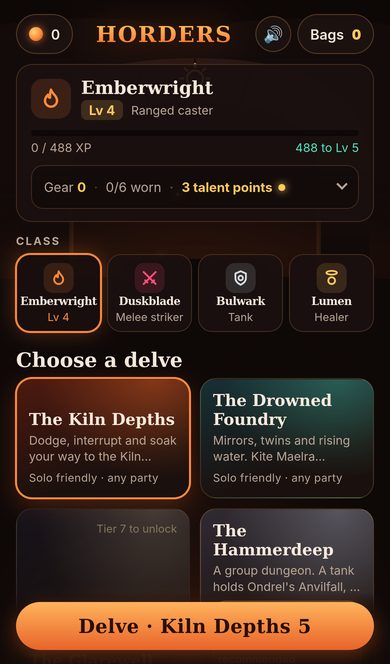 0
HORDERS
Bags 0
Emberwright
Lv 4 Ranged caster
0 / 488 XP
488 to Lv 5
Gear 0 · 0/6 worn · 3 talent points
CLASS
Emberwright
Lv 4
Duskblade
Melee striker
Bulwark
Tank
Lumen
Healer
Choose a delve
The Kiln Depths
Dodge, interrupt and soak
your way to the Kiln...
Solo friendly · any party
The Drowned
Foundry
Mirrors, twins and rising
water. Kite Maelra...
Solo friendly · any party
Tier 7 to unlock
The
Hammerdeep
A group dungeon. A tank
holds Ondrel's Anvilfall, ...
Delve · Kiln Depths 5